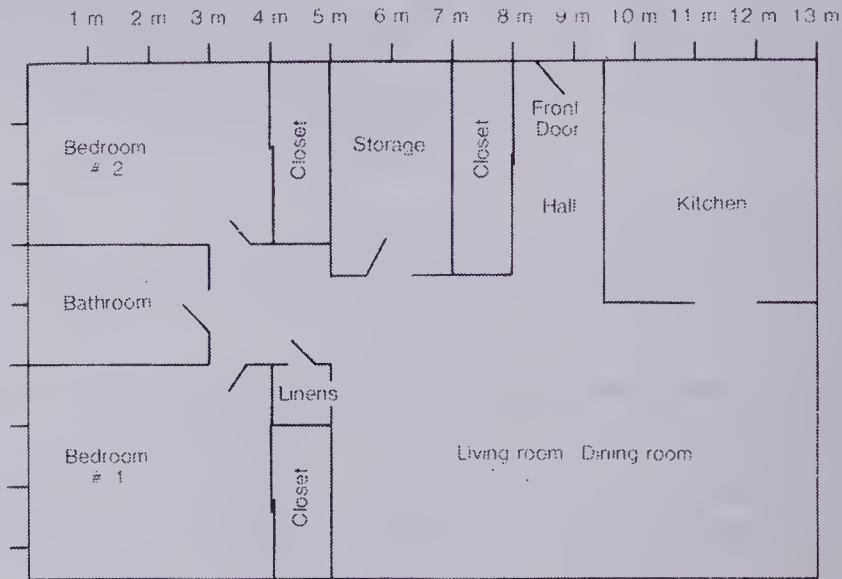 1 m 2 m 3 m 4 m 5 m 6 m 7 m 8 m 9 m 10 m 11 m 12 m 13 m
Front
Door
Bedroom
# 2
Closet
Storage
Closet
Hall
Kitchen
Bathroom
Linens
Bedroom
# 1
Closet
Living room Dining room